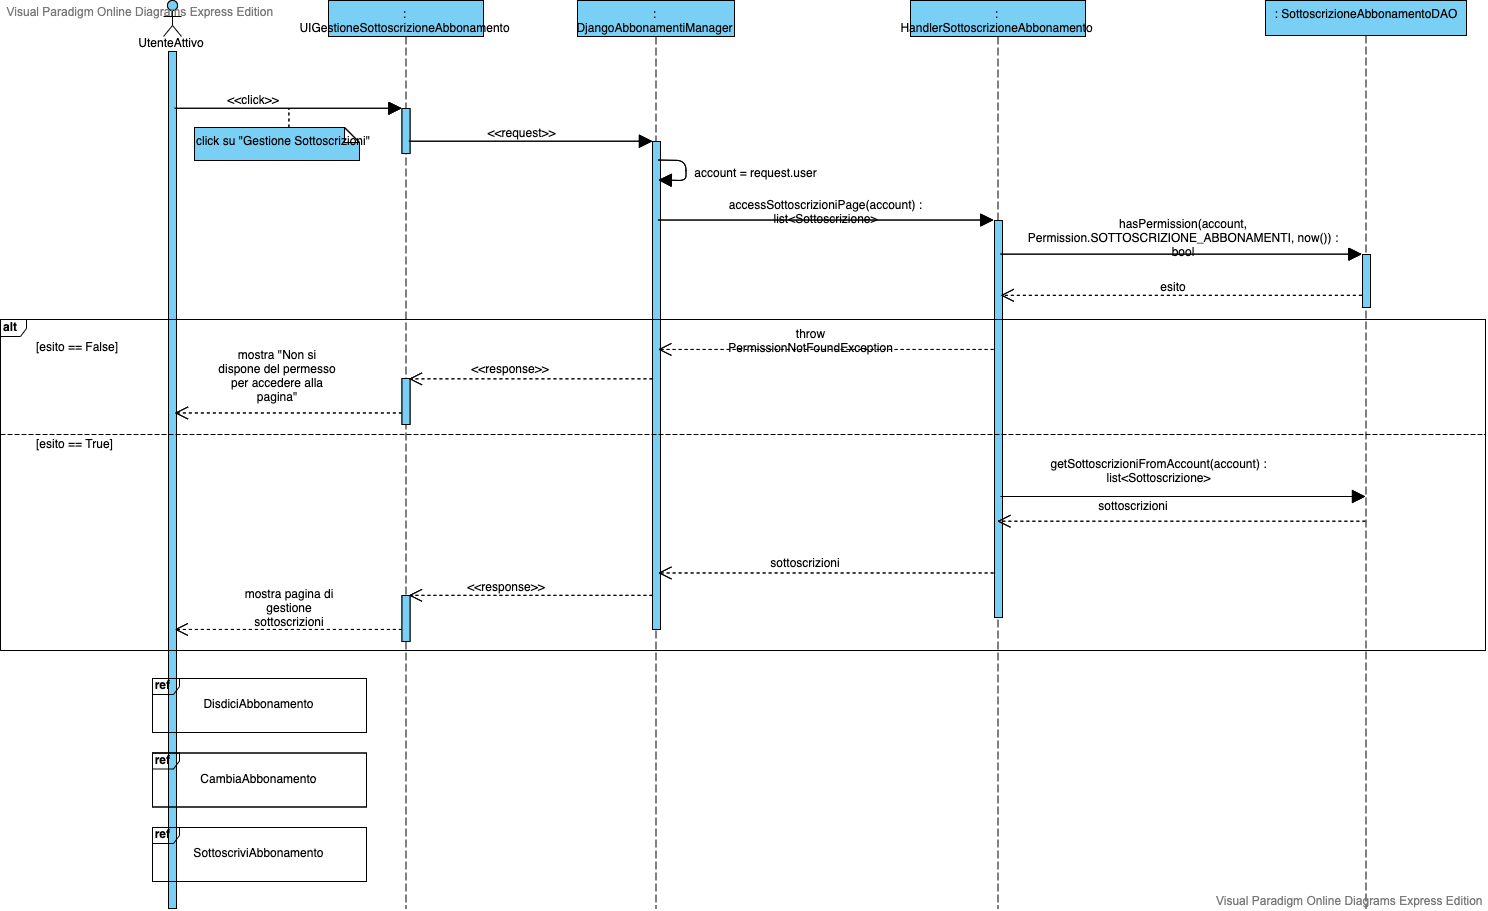 Visual Paradigm Online Diagrams Express Edition
UtenteAttivo
:
UIGestioneSottoscrizioneAbbonamento
:
DjangoAbbonamentiManager
:
HandlerSottoscrizioneAbbonamento
: SottoscrizioneAbbonamentoDAO
<<click>>
click su "Gestione Sottoscrizioni"
<<request>>
account = request.user
accessSottoscrizioniPage(account) :
list<Sottoscrizione>
hasPermission(account,
Permission.SOTTOSCRIZIONE_ABBONAMENTI, now()) :
bool
esito
alt
[esito == False]
throw
PermissionNotFoundException
<<response>>
mostra "Non si
dispone del permesso
per accedere alla
pagina"
[esito == True]
getSottoscrizioniFromAccount(account) :
list<Sottoscrizione>
sottoscrizioni
sottoscrizioni
<<response>>
mostra pagina di
gestione
sottoscrizioni
ref
DisdiciAbbonamento
ref
CambiaAbbonamento
ref
SottoscriviAbbonamento
Visual Paradigm Online Diagrams Express Edition